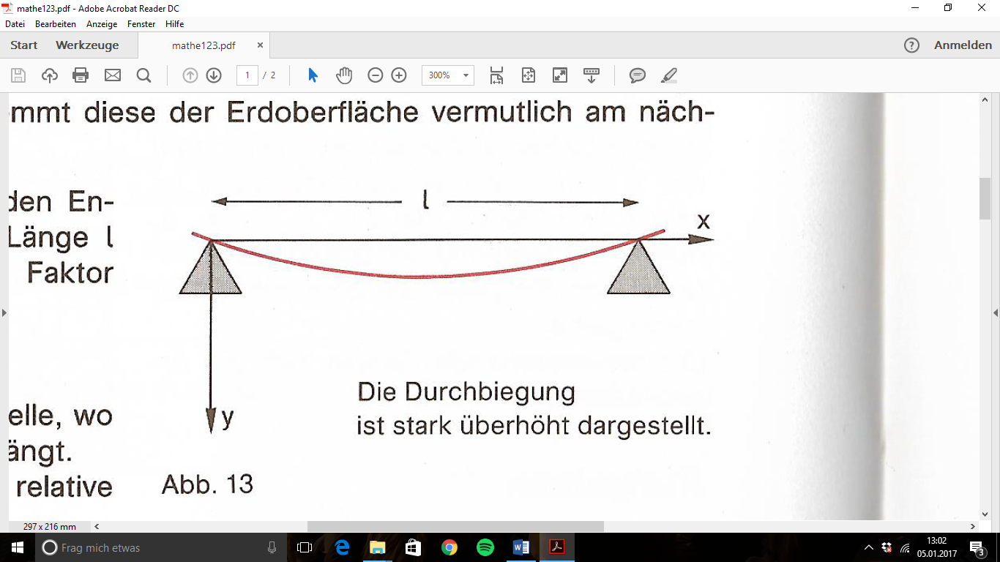 mathe123.pdf - Adobe Acrobat Reader DC
Datei Bearbeiten Anzeige Fenster Hilfe
Start Werkzeuge mathe123.pdf × ? Anmelden
1 / 2 300%
mmt diese der Erdoberfläche vermutlich am näch-
den En-
Länge l
Faktor
l
x
y
Die Durchbiegung
ist stark überhöht dargestellt.
elle, wo
ängt.
relative
Abb. 13
297 x 216 mm
Frag mich etwas
13:02
05.01.2017
3